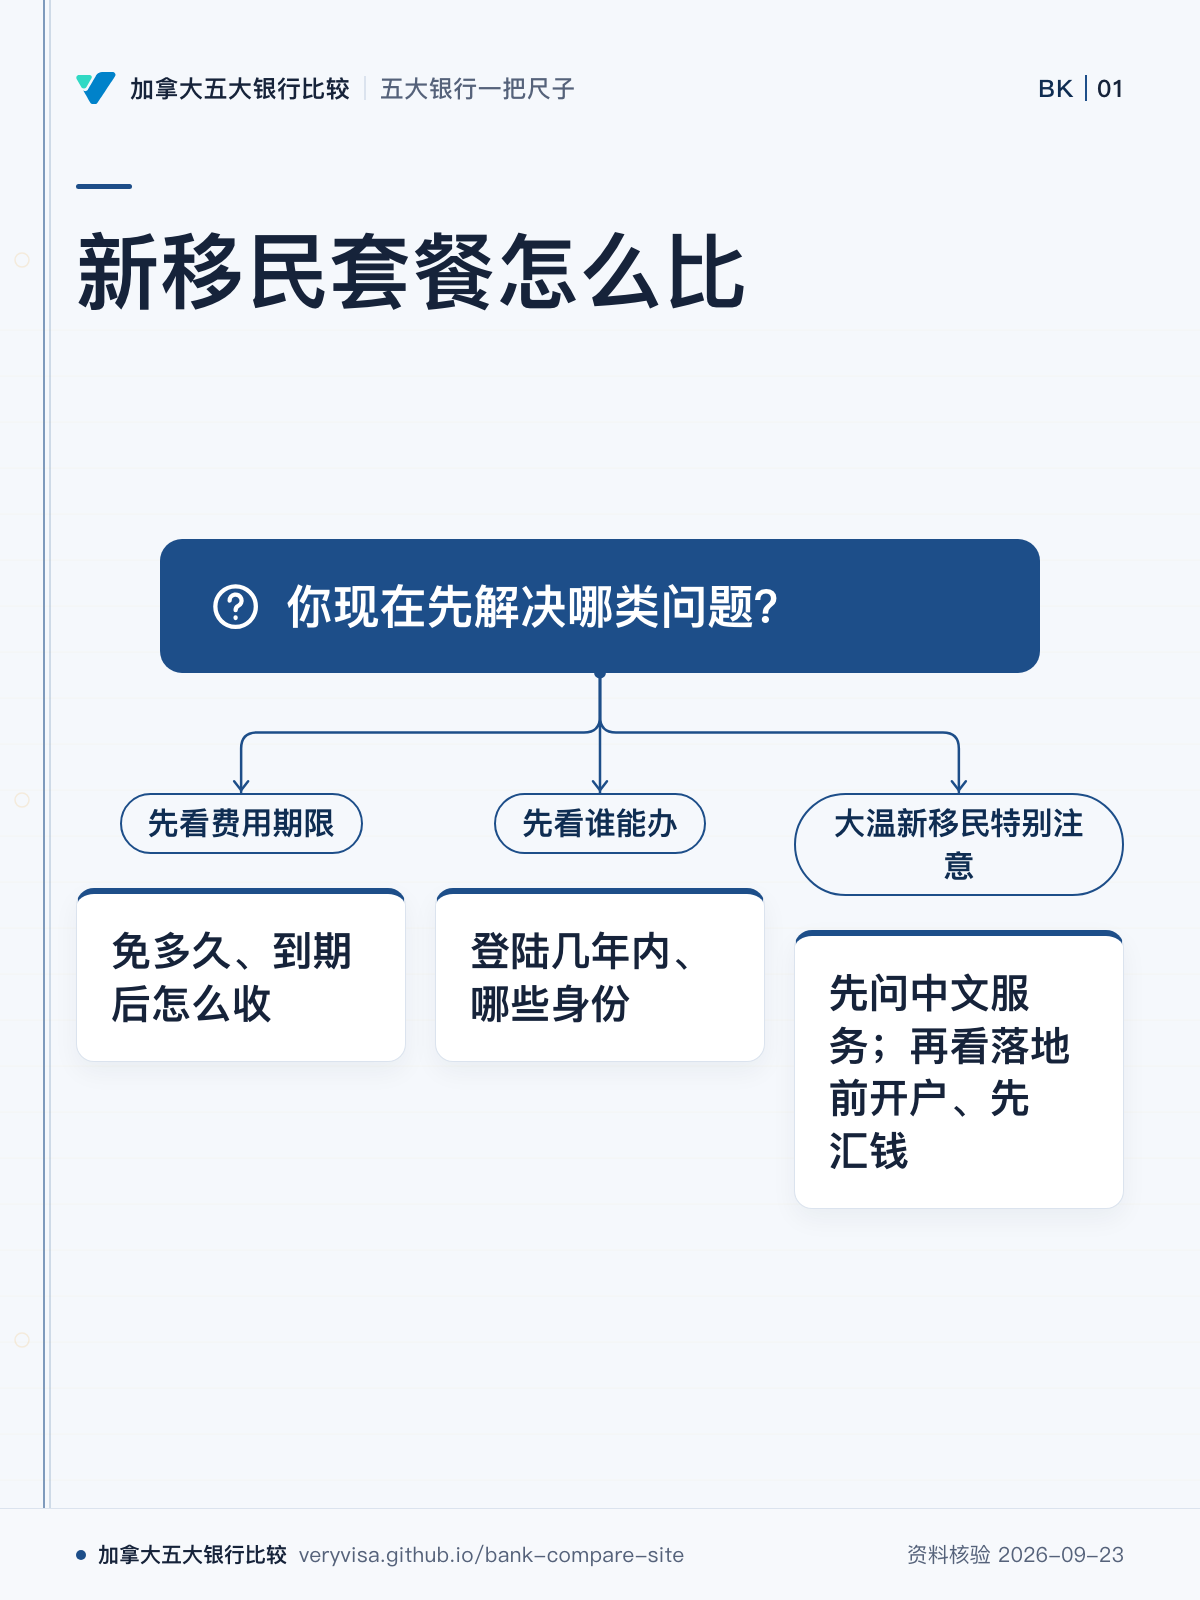 加拿大五大银行比较 五大银行一把尺子
BK 01
新移民套餐怎么比
你现在先解决哪类问题?
先看费用期限
免多久、到期
后怎么收
先看谁能办
登陆几年内、
哪些身份
大温新移民特别注
意
先问中文服
务；再看落地
前开户、先
汇钱
加拿大五大银行比较 veryvisa.github.io/bank-compare-site
资料核验 2026-09-23